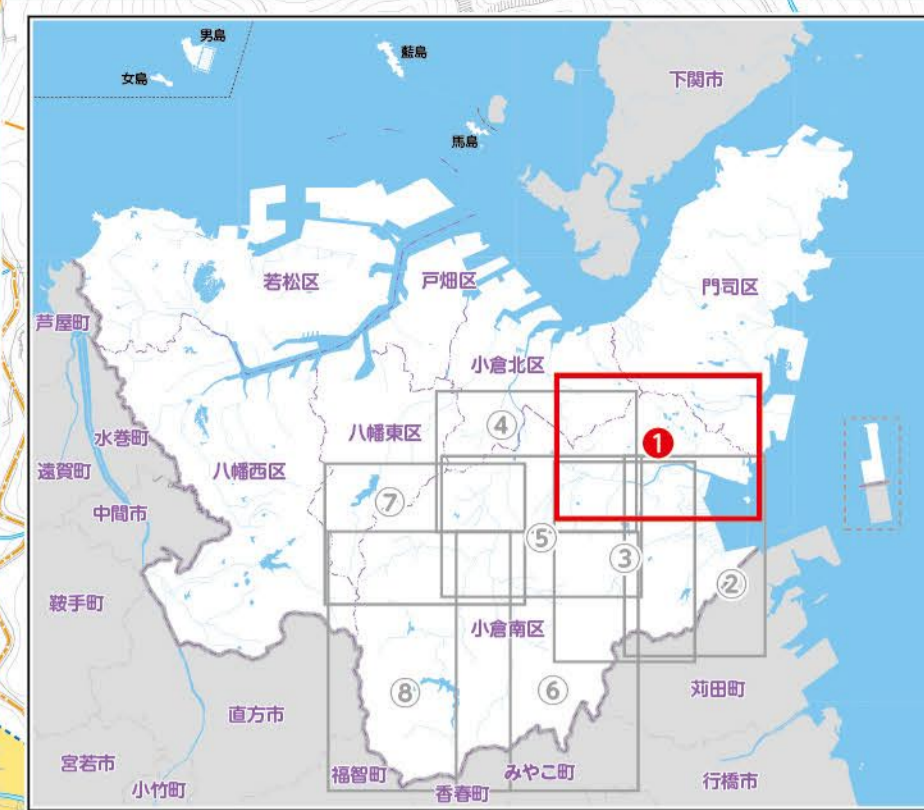 男島
女島
藍島
馬島
下関市
若松区
戸畑区
門司区
芦屋町
小倉北区
水巻町
八幡東区
④
①
遠賀町
八幡西区
⑦
中間市
⑤
③
②
鞍手町
小倉南区
⑧
⑥
苅田町
直方市
宮若市
福智町
みやこ町
行橋市
小竹町
香春町